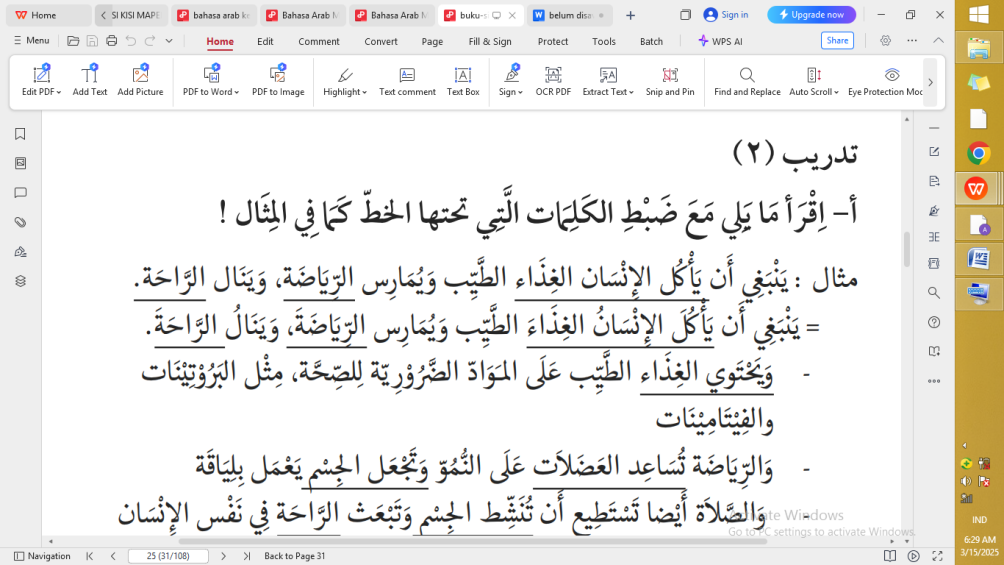 Home
SI KISI MAPE
bahasa arab ke
Bahasa Arab M
Bahasa Arab M
buku-s
belum disa
Sign in
Upgrade now
Menu
Home Edit Comment Convert Page Fill & Sign Protect Tools Batch WPS AI Share
Edit PDF Add Text Add Picture PDF to Word PDF to Image Highlight Text comment Text Box Sign OCR PDF Extract Text Snip and Pin Find and Replace Auto Scroll Eye Protection Mod
تدريب (٢)
أ- اِقْرَأ مَا يَلِي مَعَ ضَبْطِ الكَلِمَات الَّتِي تحتها الخطّ كَمَا فِي المِثَال !
مثال : يَنْبَغِي أَن يَأْكُل الإِنْسَان الغِذَاء الطَّيِّب وَيُمَارِس الرِّيَاضَة، وَيَنَال الرَّاحَة.
= يَنْبَغِي أَن يَأْكُلَ الإِنْسَانُ الغِذَاءَ الطَّيِّب وَيُمَارِس الرِّيَاضَةَ، وَيَنَالُ الرَّاحَةَ.
- وَيَحْتَوِي الغِذَاء الطَّيِّب عَلَى المَوَادّ الضَّرُوْرِيّة لِلصِّحَّة، مِثْل البَرُوْتِيْنَات
والفِيْتَامِيْنَات
- وَالرِّيَاضَة تُسَاعِد العَضَلَات عَلَى النُّمُوّ وَتَجْعَل الجِسْم يَعْمَل بِلِيَاقَة
- وَالصَّلَاة أَيْضا تَسْتَطِيع أَن تُنَشِّط الجِسْم وَتَبْعَث الرَّاحَة فِي نَفْس الإِنْسَان
Activate Windows
Go to PC settings to activate Windows.
Navigation
25 (31/108)
Back to Page 31
IND
6:29 AM
3/15/2025